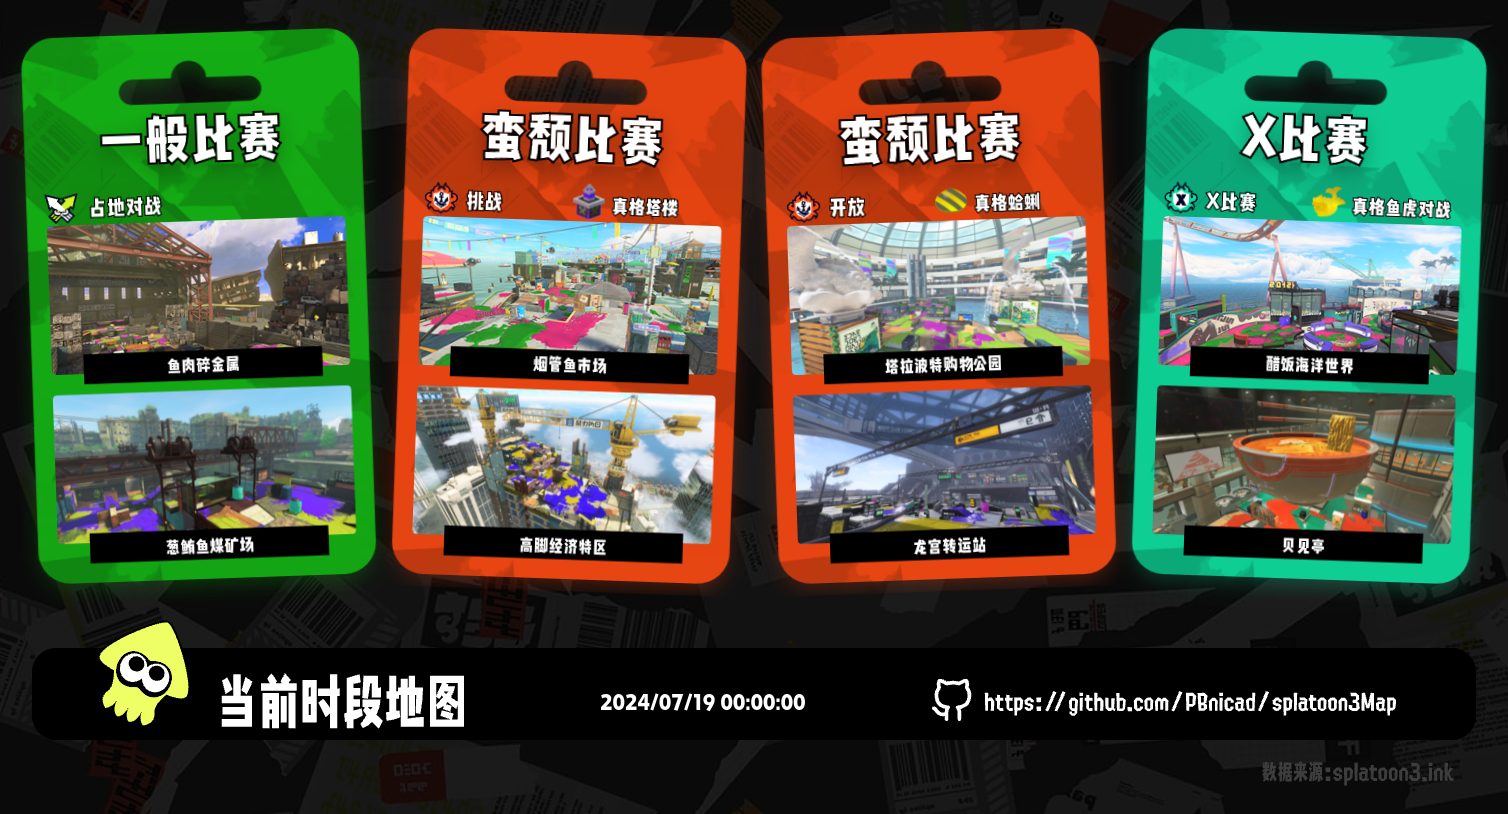 一般比赛
占地对战
鱼肉碎金属
葱鲔鱼煤矿场
蛮颓比赛
挑战
真格塔楼
烟管鱼市场
高脚经济特区
蛮颓比赛
开放
真格蛤蜊
塔拉波特购物公园
龙宫转运站
X比赛
X比赛
真格鱼虎对战
醋饭海洋世界
贝见亭
当前时段地图
2024/07/19 00:00:00
https://github.com/PBnicad/splatoon3Map
数据来源:splatoon3.ink